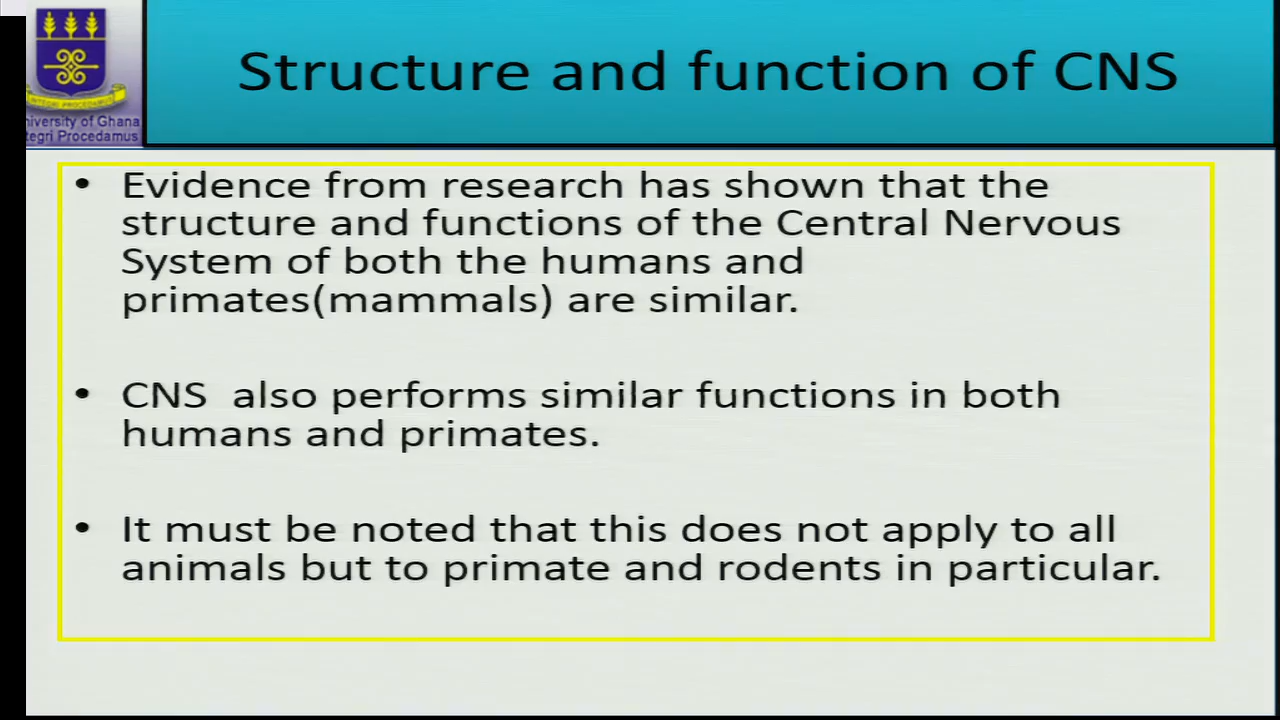 Structure and function of CNS
INTEGRI PROCEDAMUS
niversity of Ghana
tegri Procedamus
• Evidence from research has shown that the
structure and functions of the Central Nervous
System of both the humans and
primates(mammals) are similar.
• CNS also performs similar functions in both
humans and primates.
• It must be noted that this does not apply to all
animals but to primate and rodents in particular.